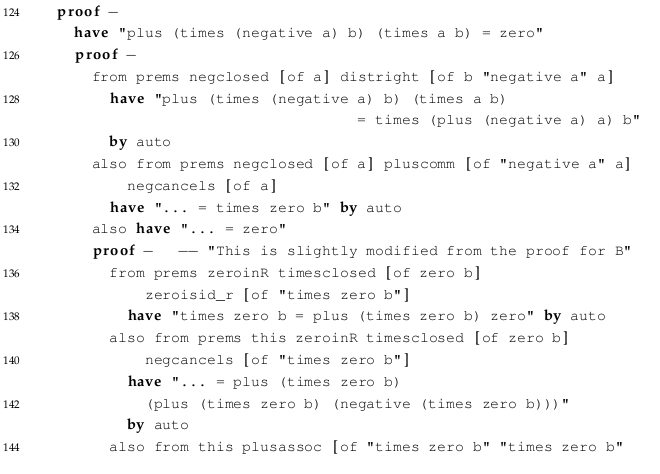 124 proof −
have "plus (times (negative a) b) (times a b) = zero"
126 proof −
from prems negclosed [of a] distright [of b "negative a" a]
128 have "plus (times (negative a) b) (times a b)
= times (plus (negative a) a) b"
130 by auto
also from prems negclosed [of a] pluscomm [of "negative a" a]
132 negcancels [of a]
have "... = times zero b" by auto
134 also have "... = zero"
proof − −− "This is slightly modified from the proof for B"
136 from prems zeroinR timesclosed [of zero b]
zeroisid_r [of "times zero b"]
138 have "times zero b = plus (times zero b) zero" by auto
also from prems this zeroinR timesclosed [of zero b]
140 negcancels [of "times zero b"]
have "... = plus (times zero b)
142 (plus (times zero b) (negative (times zero b)))"
by auto
144 also from this plusassoc [of "times zero b" "times zero b"